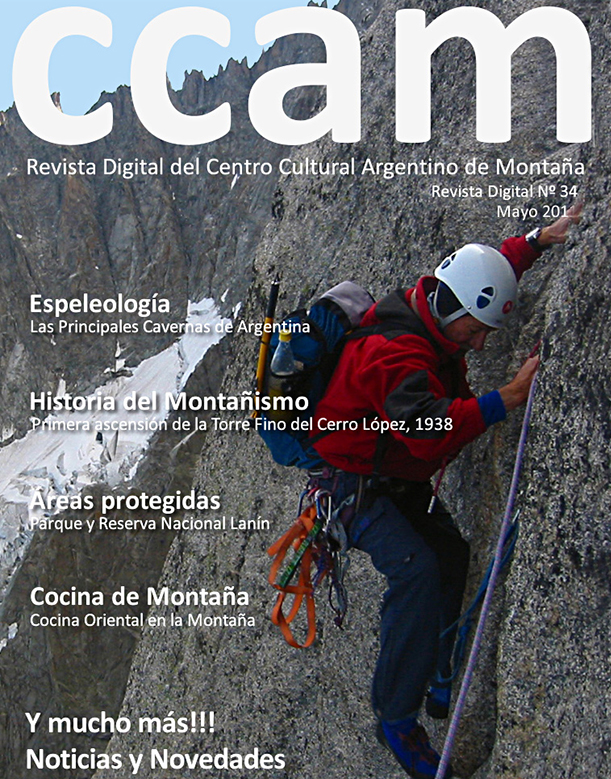 ccam
Revista Digital del Centro Cultural Argentino de Montaña
Revista Digital Nº 34
Mayo 201
Espeleología
Las Principales Cavernas de Argentina
Historia del Montañismo
Primera ascensión de la Torre Fino del Cerro López, 1938
Áreas protegidas
Parque y Reserva Nacional Lanín
Cocina de Montaña
Cocina Oriental en la Montaña
Y mucho más!!!
Noticias y Novedades